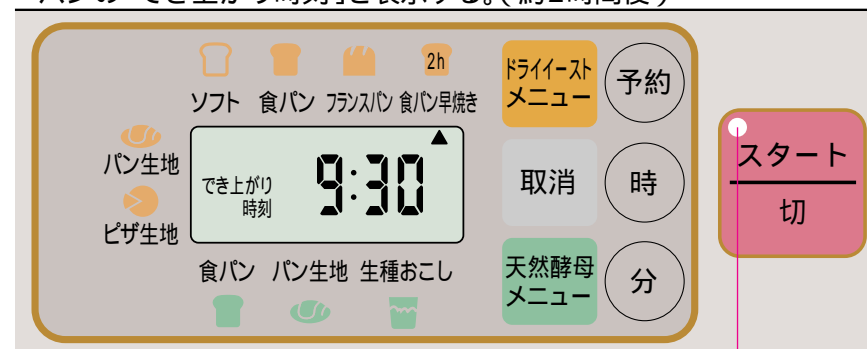 パンの「でき上がり時刻」を表示する。(約2時間後)
2h
ソフト 食パン フランスパン 食パン早焼き
パン生地
ピザ生地
でき上がり
時刻
9:30
食パン パン生地 生種おこし
ドライイースト
メニュー
予約
取消
時
天然酵母
メニュー
分
スタート
切